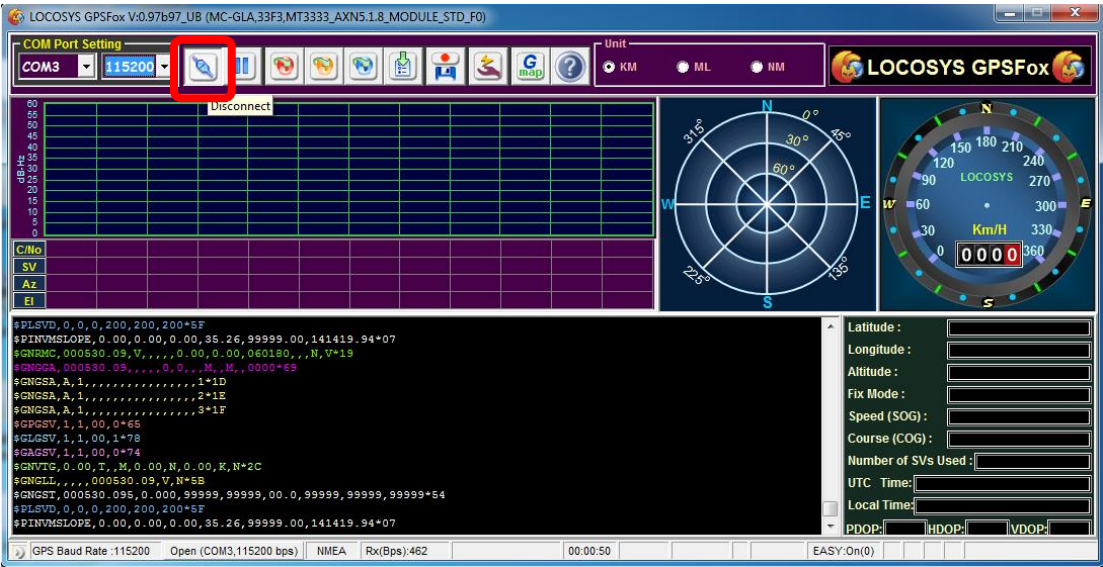 LOCOSYS GPSFox V:0.97b97_UB (MC-GLA,33F3,MT3333_AXN5.1.8_MODULE_STD_F0)
COM Port Setting
COM3
115200
G map
?
Unit
KM
ML
NM
LOCOSYS GPSFox
Disconnect
60
55
50
45
40
35
30
25
20
15
10
5
0
dB-Hz
C/No
SV
Az
El
N
0°
45°
30°
60°
315°
W
E
225°
135°
S
N
150 180 210
120 240
90 LOCOSYS 270
W 60 300 E
30 Km/H 330
0 0000 360
S
$PLSVD,0,0,0,200,200,200*5F
$PINVMSLOPE,0.00,0.00,0.00,35.26,99999.00,141419.94*07
$GNRMC,000530.09,V,,,,,0.00,0.00,060180,,,N,V*19
$GNGGA,000530.09,,,,,0,0,,,M,,M,,0000*69
$GNGSA,A,1,,,,,,,,,,,,,,,,1*1D
$GNGSA,A,1,,,,,,,,,,,,,,,,2*1E
$GNGSA,A,1,,,,,,,,,,,,,,,,3*1F
$GPGSV,1,1,00,0*65
$GLGSV,1,1,00,1*78
$GAGSV,1,1,00,0*74
$GNVTG,0.00,T,,M,0.00,N,0.00,K,N*2C
$GNGLL,,,,,000530.09,V,N*5B
$GNGST,000530.095,0.000,99999,99999,00.0,99999,99999,99999*54
$PLSVD,0,0,0,200,200,200*5F
$PINVMSLOPE,0.00,0.00,0.00,35.26,99999.00,141419.94*07
Latitude :
Longitude :
Altitude :
Fix Mode :
Speed (SOG) :
Course (COG) :
Number of SVs Used :
UTC Time:
Local Time:
PDOP: HDOP: VDOP:
GPS Baud Rate :115200
Open (COM3,115200 bps)
NMEA
Rx(Bps):462
00:00:50
EASY:On(0)